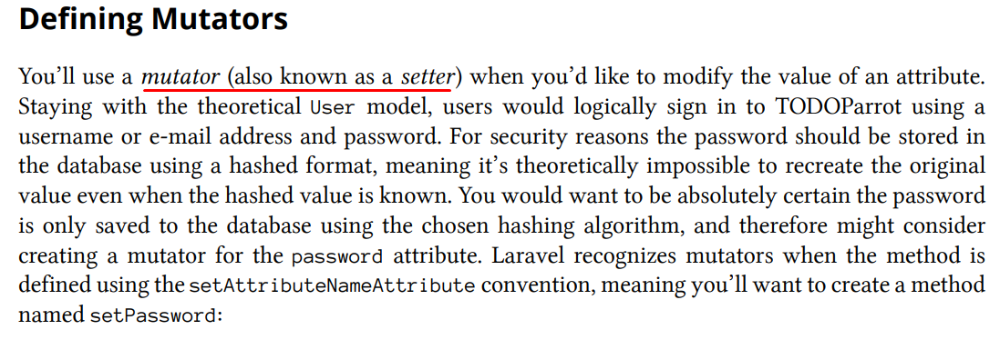 Defining Mutators
You’ll use a mutator (also known as a setter) when you’d like to modify the value of an attribute.
Staying with the theoretical User model, users would logically sign in to TODOParrot using a
username or e-mail address and password. For security reasons the password should be stored in
the database using a hashed format, meaning it’s theoretically impossible to recreate the original
value even when the hashed value is known. You would want to be absolutely certain the password
is only saved to the database using the chosen hashing algorithm, and therefore might consider
creating a mutator for the password attribute. Laravel recognizes mutators when the method is
defined using the setAttributeNameAttribute convention, meaning you’ll want to create a method
named setPassword: